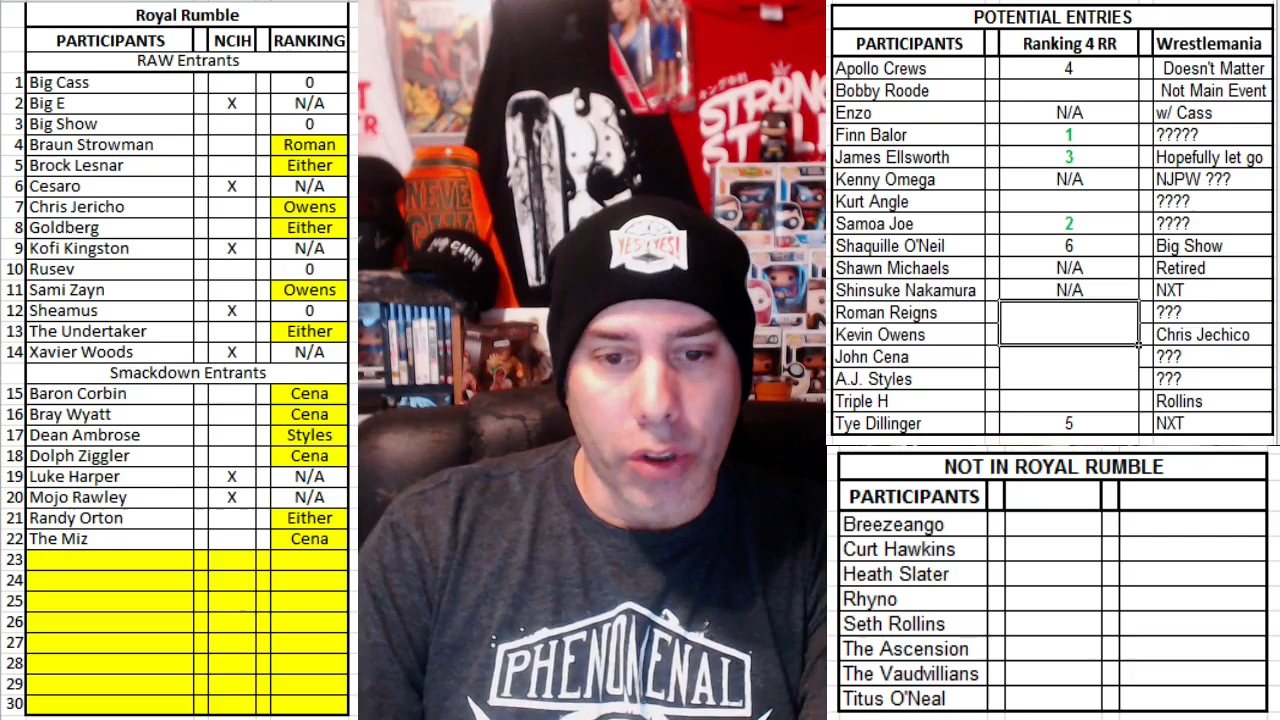 Royal Rumble
PARTICIPANTS NCIH RANKING
RAW Entrants
1 Big Cass 0
2 Big E X N/A
3 Big Show 0
4 Braun Strowman Roman
5 Brock Lesnar Either
6 Cesaro X N/A
7 Chris Jericho Owens
8 Goldberg Either
9 Kofi Kingston X N/A
10 Rusev 0
11 Sami Zayn Owens
12 Sheamus X 0
13 The Undertaker Either
14 Xavier Woods X N/A
Smackdown Entrants
15 Baron Corbin Cena
16 Bray Wyatt Cena
17 Dean Ambrose Styles
18 Dolph Ziggler Cena
19 Luke Harper X N/A
20 Mojo Rawley X N/A
21 Randy Orton Either
22 The Miz Cena
23
24
25
26
27
28
29
30
STRONG
STYLE
NEVER
YES! YES!
PHENOMENAL
POTENTIAL ENTRIES
PARTICIPANTS Ranking 4 RR Wrestlemania
Apollo Crews 4 Doesn't Matter
Bobby Roode Not Main Event
Enzo N/A w/ Cass
Finn Balor 1 ?????
James Ellsworth 3 Hopefully let go
Kenny Omega N/A NJPW ???
Kurt Angle ????
Samoa Joe 2 ????
Shaquille O'Neil 6 Big Show
Shawn Michaels N/A Retired
Shinsuke Nakamura N/A NXT
Roman Reigns ???
Kevin Owens Chris Jechico
John Cena ???
A.J. Styles ???
Triple H Rollins
Tye Dillinger 5 NXT
NOT IN ROYAL RUMBLE
PARTICIPANTS
Breezeango
Curt Hawkins
Heath Slater
Rhyno
Seth Rollins
The Ascension
The Vaudvillians
Titus O'Neal